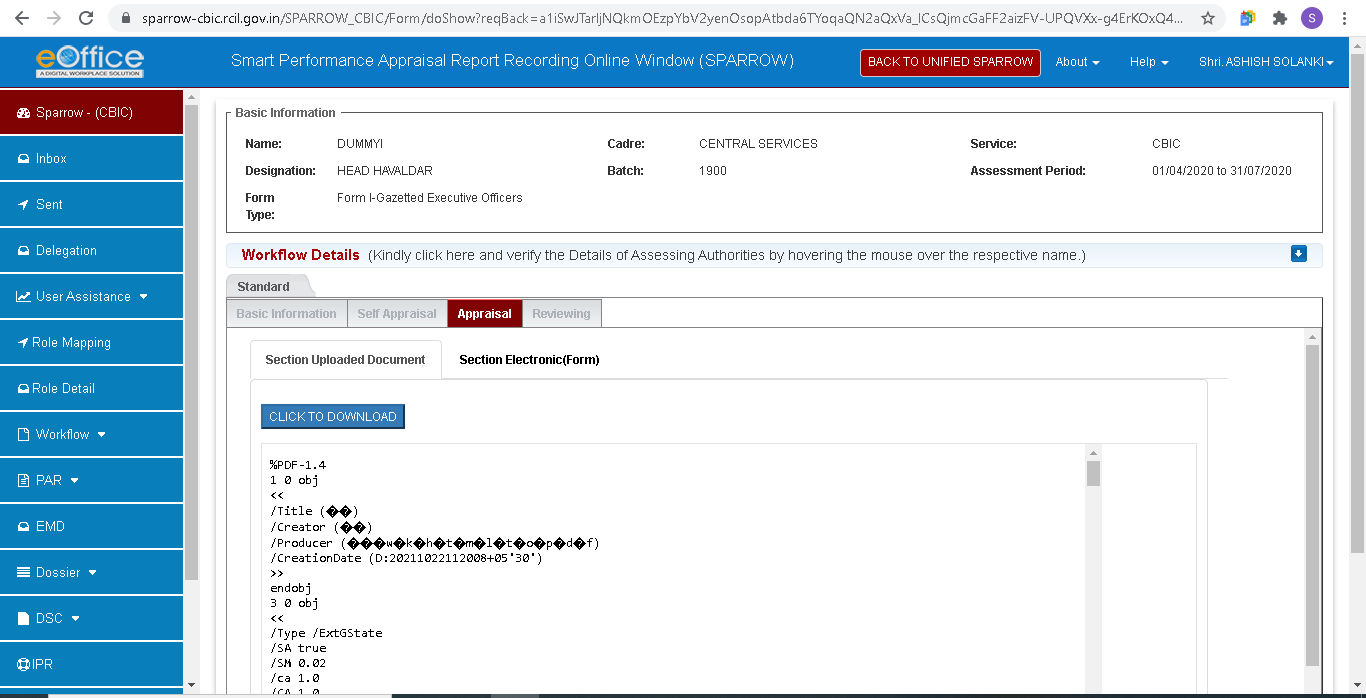 sparrow-cbic.rcil.gov.in/SPARROW_CBIC/Form/doShow?reqBack=
S
eOffice
A DIGITAL WORKPLACE SOLUTION
Smart Performance Appraisal Report Recording Online Window (SPARROW)
BACK TO UNIFIED SPARROW
About
Help
Shri. ASHISH SOLANKI
Sparrow - (CBIC)
Inbox
Sent
Delegation
User Assistance
Role Mapping
Role Detail
Workflow
PAR
EMD
Dossier
DSC
IPR
Basic Information
Name: DUMMYI Cadre: CENTRAL SERVICES Service: CBIC
Designation: HEAD HAVALDAR Batch: 1900 Assessment Period: 01/04/2020 to 31/07/2020
Form Form I-Gazetted Executive Officers
Type:
Workflow Details (Kindly click here and verify the Details of Assessing Authorities by hovering the mouse over the respective name.)
Standard
Basic Information Self Appraisal Appraisal Reviewing
Section Uploaded Document Section Electronic(Form)
CLICK TO DOWNLOAD
%PDF-1.4
1 0 obj
<<
/Title (��)
/Creator (��)
/Producer (���w�k�h�t�m�l�t�o�p�d�f)
/CreationDate (D:20211022112008+05'30')
>>
endobj
3 0 obj
<<
/Type /ExtGState
/SA true
/SM 0.02
/ca 1.0
/CA 1.0